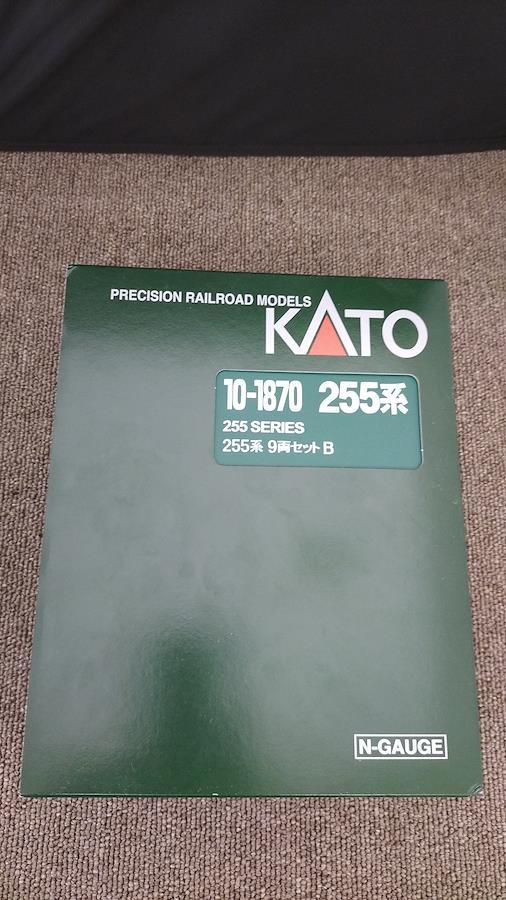 PRECISION RAILROAD MODELS
KATO
10-1870 255系
255 SERIES
255系 9両セット B
N-GAUGE